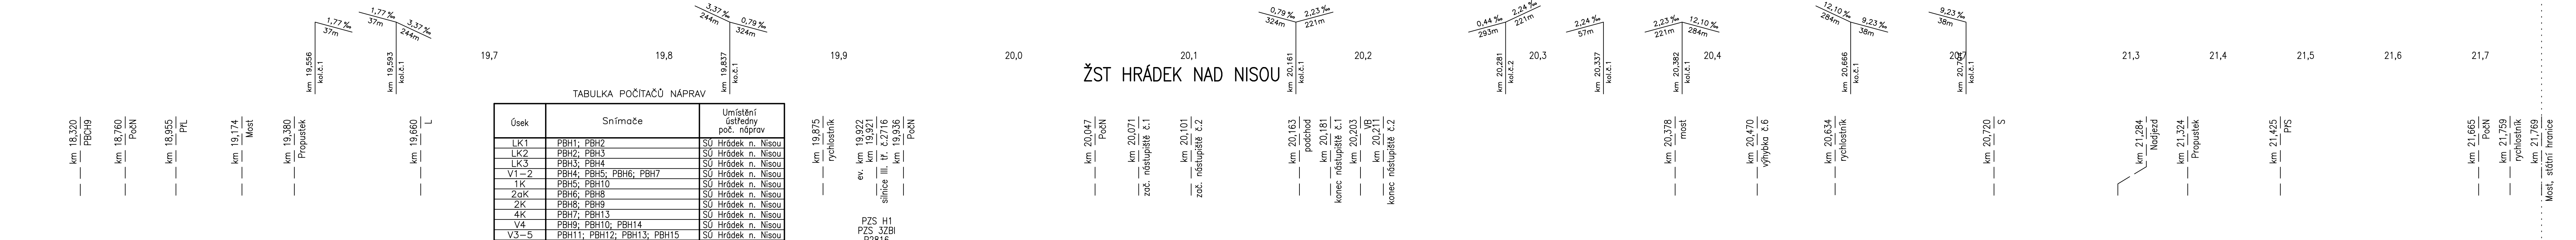 1,77 ‰
37m
km 19,556
kol.č.1
1,77 ‰
37m
3,37 ‰
244m
km 19,593
kol.č.1
3,37 ‰
244m
0,79 ‰
324m
km 19,837
ko.č.1
0,79 ‰
324m
2,23 ‰
221m
km 20,161
kol.č.1
0,44 ‰
293m
2,24 ‰
221m
km 20,281
kol.č.2
2,24 ‰
57m
km 20,337
kol.č.1
2,23 ‰
221m
12,10 ‰
284m
km 20,382
kol.č.1
12,10 ‰
284m
9,23 ‰
38m
km 20,666
ko.č.1
9,23 ‰
38m
kol.č.1
19,7
19,8
19,9
20,0
20,1
20,2
20,3
20,4
20,7
21,3
21,4
21,5
21,6
21,7
ŽST HRÁDEK NAD NISOU
km 18,320
PBCH9
km 18,760
PočN
km 18,955
PřL
km 19,174
Most
km 19,380
Propustek
km 19,660
L
TABULKA POČÍTAČŮ NÁPRAV
Úsek
Snímače
Umístění
ústředny
poč. náprav
LK1 PBH1; PBH2 SÚ Hrádek n. Nisou
LK2 PBH2; PBH3 SÚ Hrádek n. Nisou
LK3 PBH3; PBH4 SÚ Hrádek n. Nisou
V1-2 PBH4; PBH5; PBH6; PBH7 SÚ Hrádek n. Nisou
1K PBH5; PBH10 SÚ Hrádek n. Nisou
2aK PBH6; PBH8 SÚ Hrádek n. Nisou
2K PBH8; PBH9 SÚ Hrádek n. Nisou
4K PBH7; PBH13 SÚ Hrádek n. Nisou
V4 PBH9; PBH10; PBH14 SÚ Hrádek n. Nisou
V3-5 PBH11; PBH12; PBH13; PBH15 SÚ Hrádek n. Nisou
km 19,875
rychlostník
ev. km 19,922
km 19,921
silnice III. tř. č.2716
km 19,936
PočN
PZS H1
PZS 3ZBI
P2816
km 20,047
PočN
km 20,071
zač. nástupiště č.1
km 20,101
zač. nástupiště č.2
km 20,163
podchod
km 20,181
konec nástupiště č.1
km 20,203
VB
km 20,211
konec nástupiště č.2
km 20,378
most
km 20,470
výhybka č.6
km 20,634
rychlostník
km 20,720
S
km 21,284
Nadjezd
km 21,324
Propustek
km 21,425
PřS
km 21,665
PočN
km 21,759
rychlostník
km 21,769
Most, státní hranice